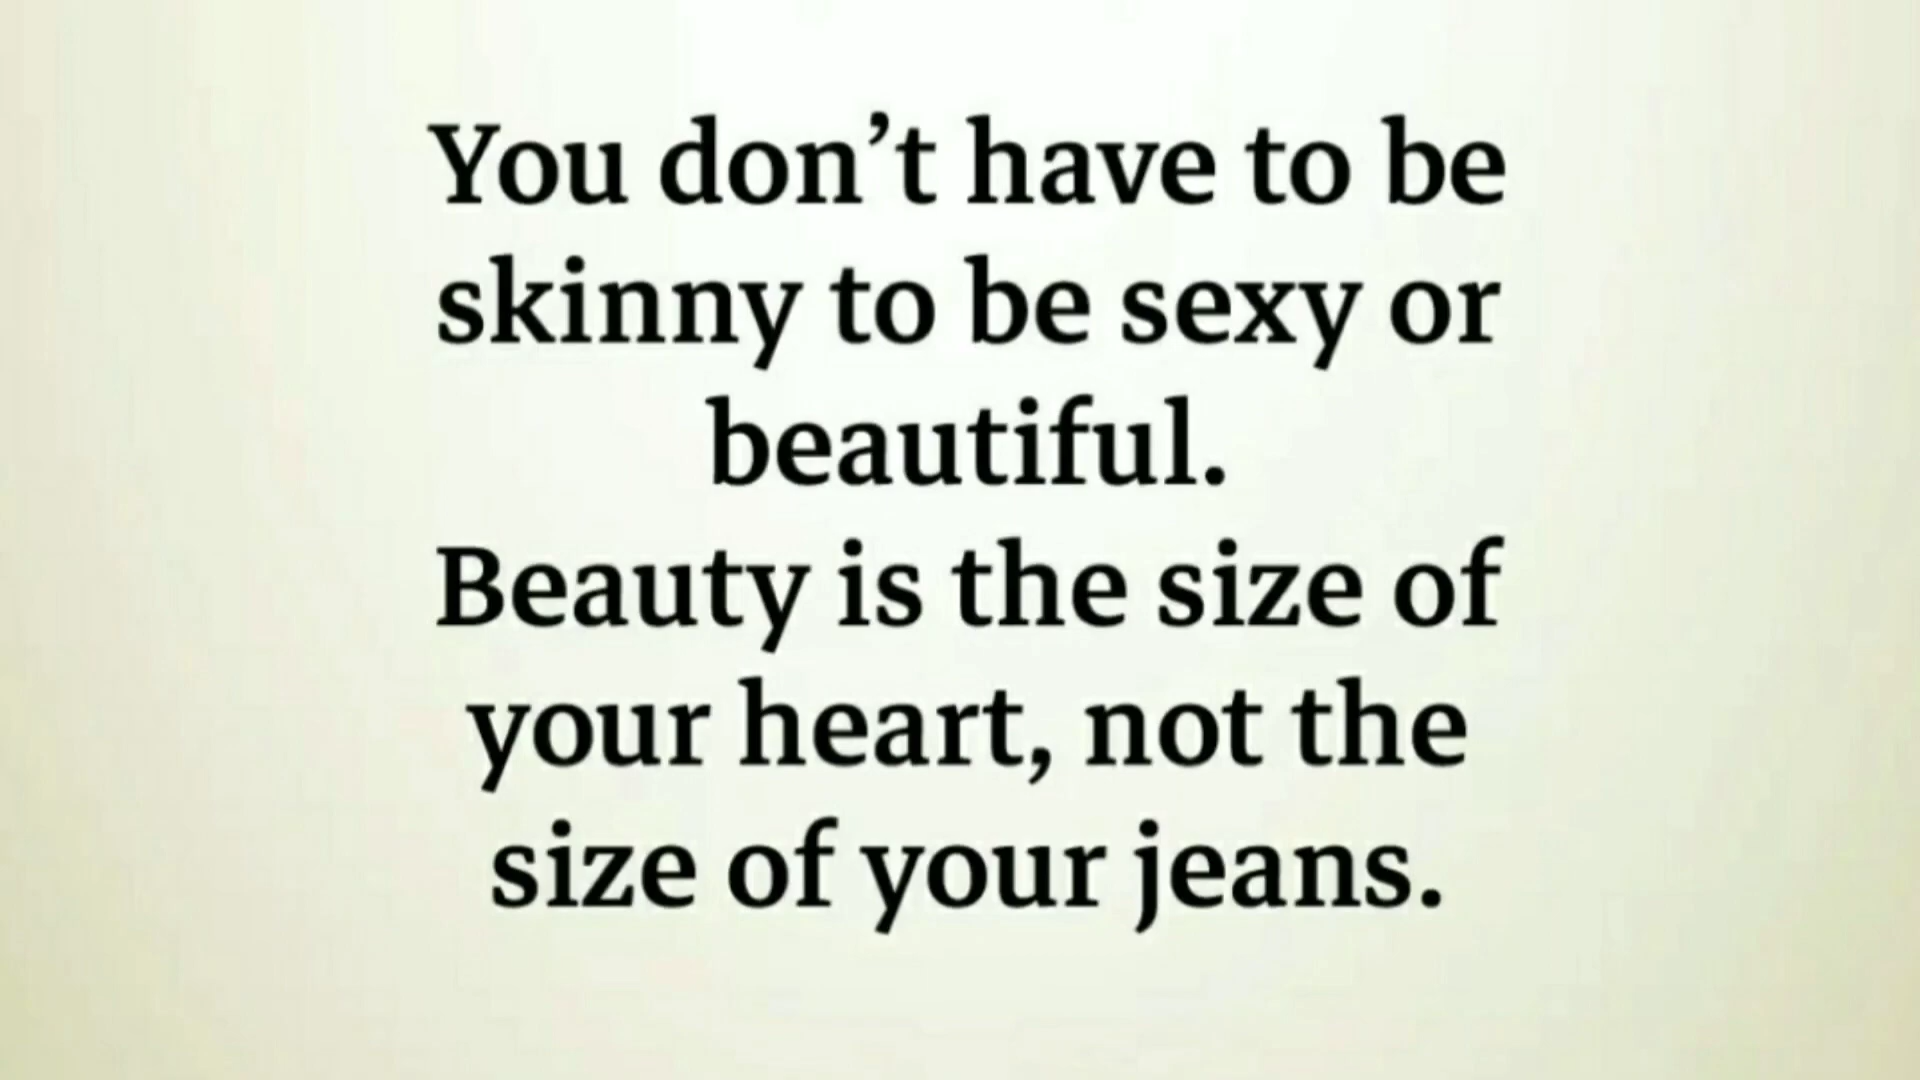 You don’t have to be
skinny to be sexy or
beautiful.
Beauty is the size of
your heart, not the
size of your jeans.